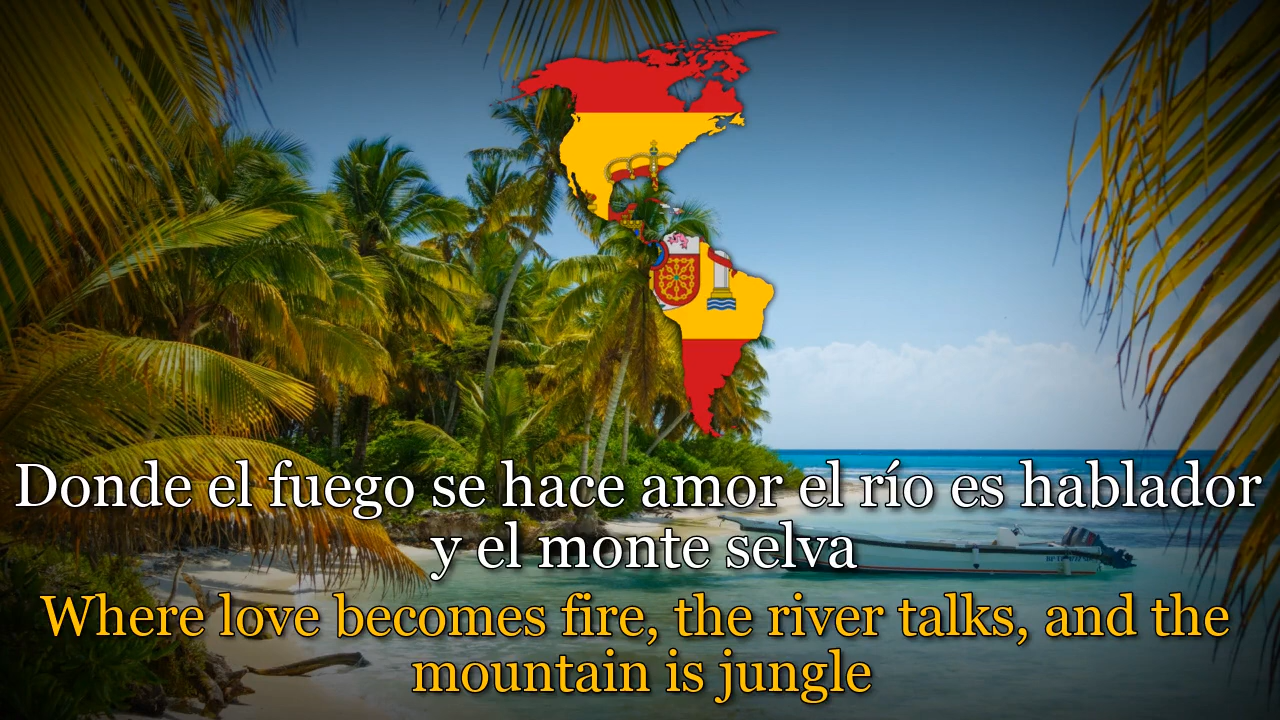 Donde el fuego se hace amor el río es hablador
y el monte selva
Where love becomes fire, the river talks, and the
mountain is jungle